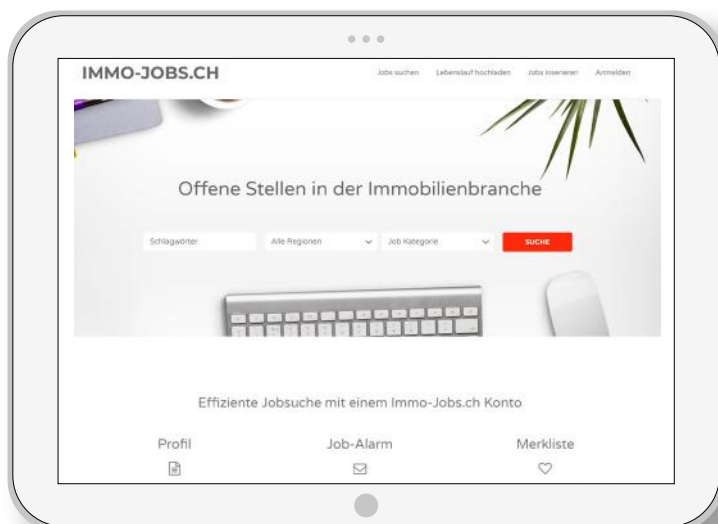 IMMO-JOBS.CH
Jobs suchen Lebenslauf hochladen Jobs inserieren Anmelden
Offene Stellen in der Immobilienbranche
Schlagwörter Alle Regionen Job Kategorie SUCHE
Effiziente Jobsuche mit einem Immo-Jobs.ch Konto
Profil Job-Alarm Merkliste